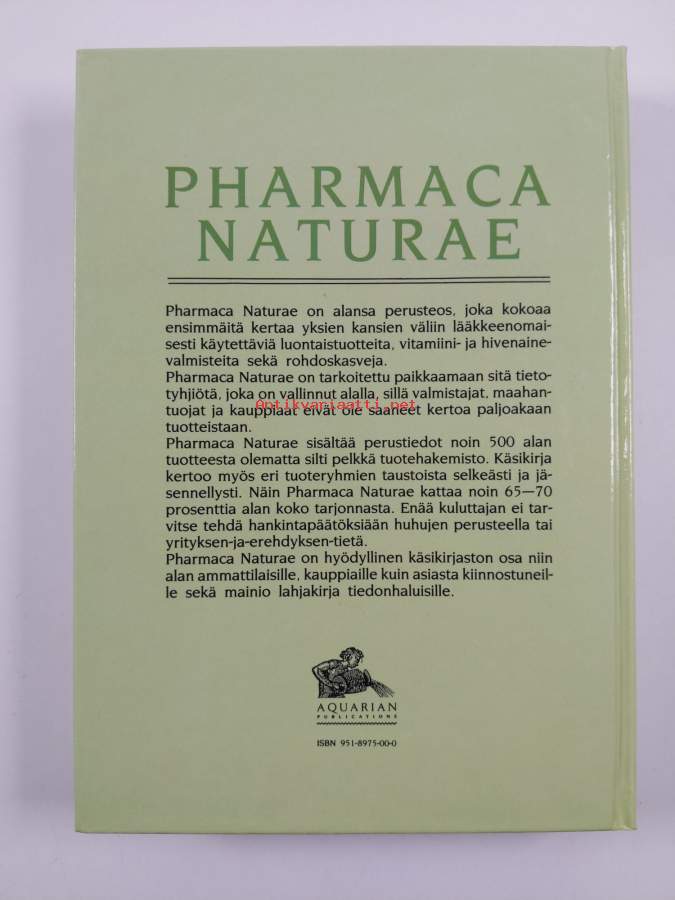 PHARMACA
NATURAE
Pharmaca Naturae on alansa perusteos, joka kokoaa
ensimmäitä kertaa yksien kansien väliin lääkkeenomai-
sesti käytettäviä luontaistuotteita, vitamiini- ja hivenaine-
valmisteita sekä rohdoskasveja.
Pharmaca Naturae on tarkoitettu paikkaamaan sitä tieto-
tyhjiötä, joka on vallinnut alalla, sillä valmistajat, maahan-
Antikvariaatti.net
tuojat ja kauppiaat eivät ole saaneet kertoa paljoakaan
tuotteistaan.
Pharmaca Naturae sisältää perustiedot noin 500 alan
tuotteesta olematta silti pelkkä tuotehakemisto. Käsikirja
kertoo myös eri tuoteryhmien taustoista selkeästi ja jä-
sennellysti. Näin Pharmaca Naturae kattaa noin 65—70
prosenttia alan koko tarjonnasta. Enää kuluttajan ei tar-
vitse tehdä hankintapäätöksiään huhujen perusteella tai
yrityksen-ja-erehdyksen-tietä.
Pharmaca Naturae on hyödyllinen käsikirjaston osa niin
alan ammattilaisille, kauppiaille kuin asiasta kiinnostuneil-
le sekä mainio lahjakirja tiedonhaluisille.
AQUARIAN
PUBLICATIONS
ISBN 951-8975-00-0